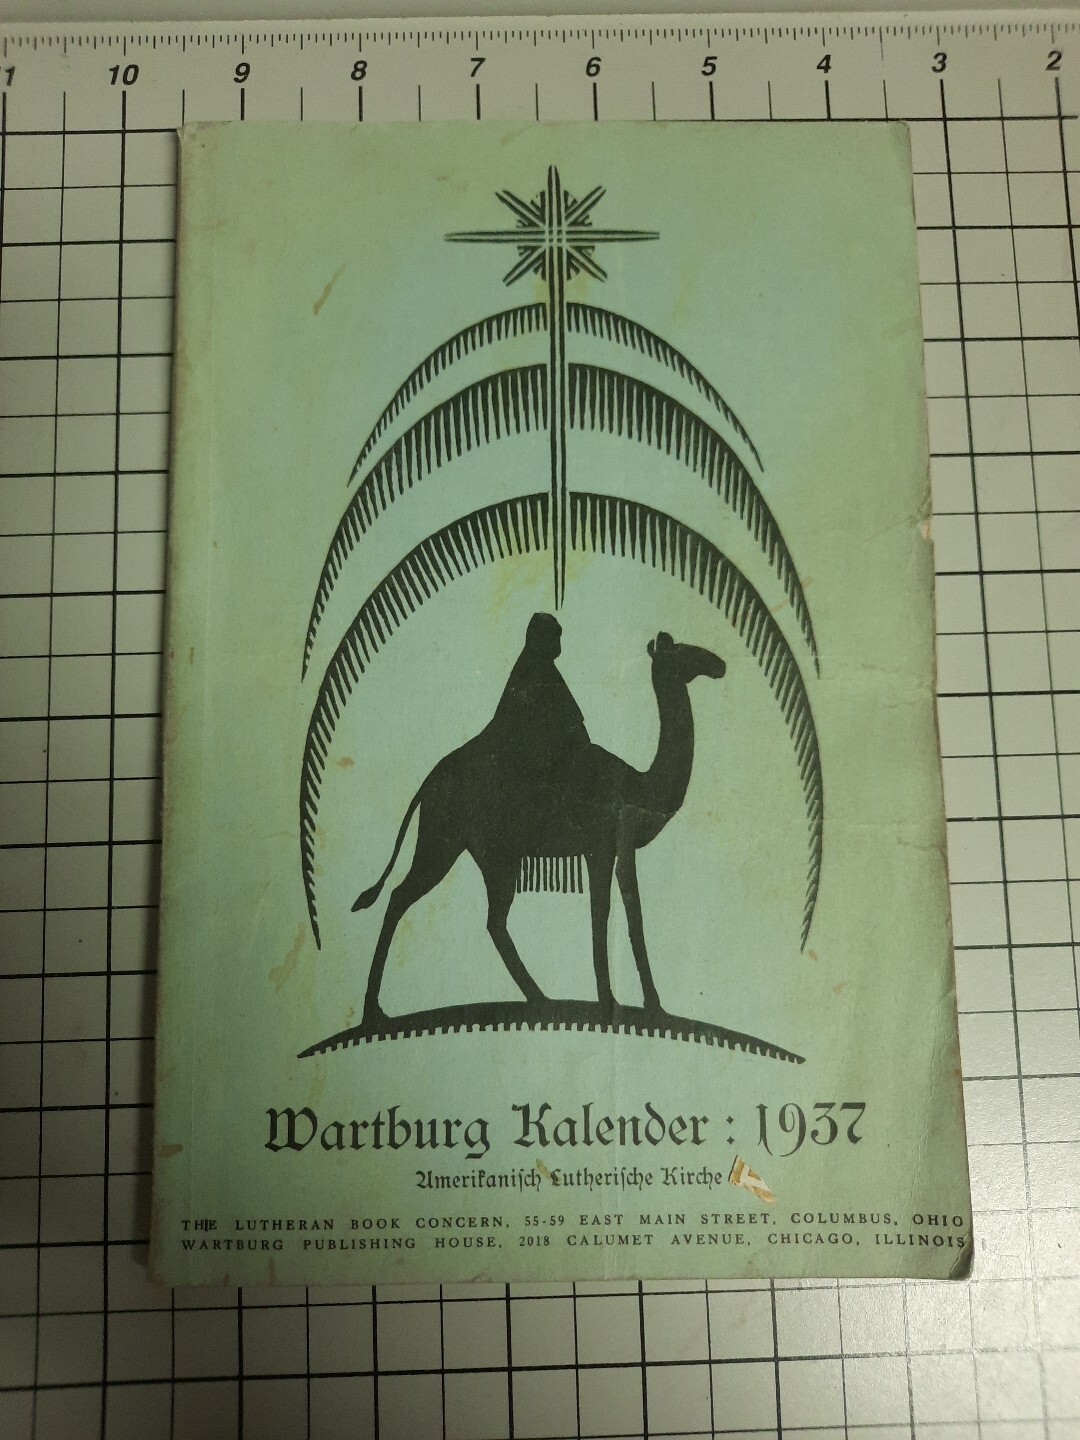 11 10 9 8 7 6 5 4 3 2
Wartburg Kalender : 1937
Amerikaniſch Lutheriſche Kirche
THE LUTHERAN BOOK CONCERN, 55-59 EAST MAIN STREET, COLUMBUS, OHIO
WARTBURG PUBLISHING HOUSE, 2018 CALUMET AVENUE, CHICAGO, ILLINOIS